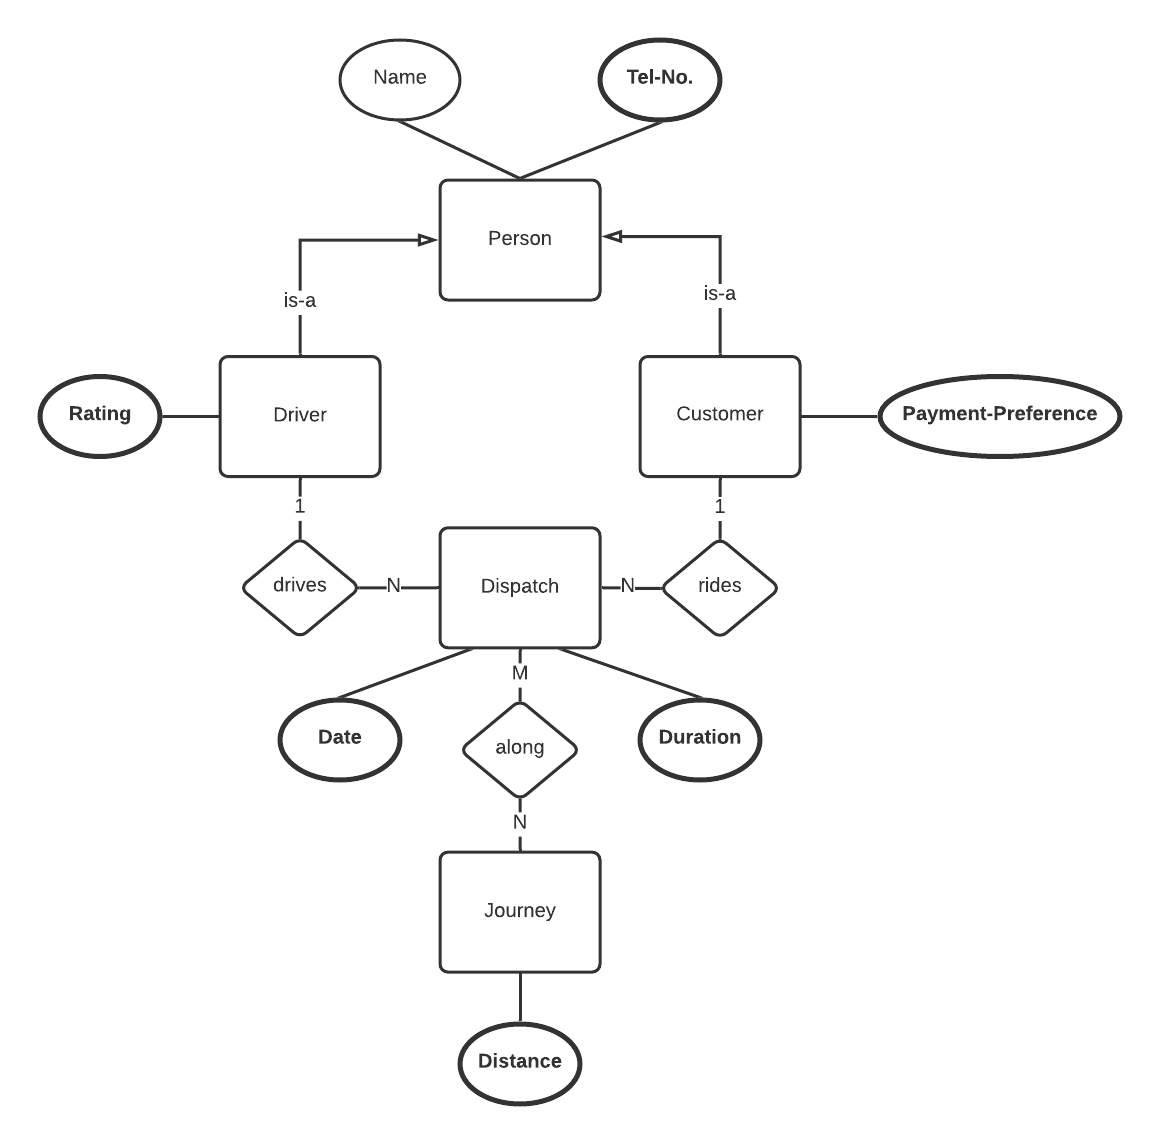 Name
Tel-No.
Person
is-a
is-a
Rating
Driver
Customer
Payment-Preference
1
1
drives
N
Dispatch
N
rides
M
Date
along
Duration
N
Journey
Distance